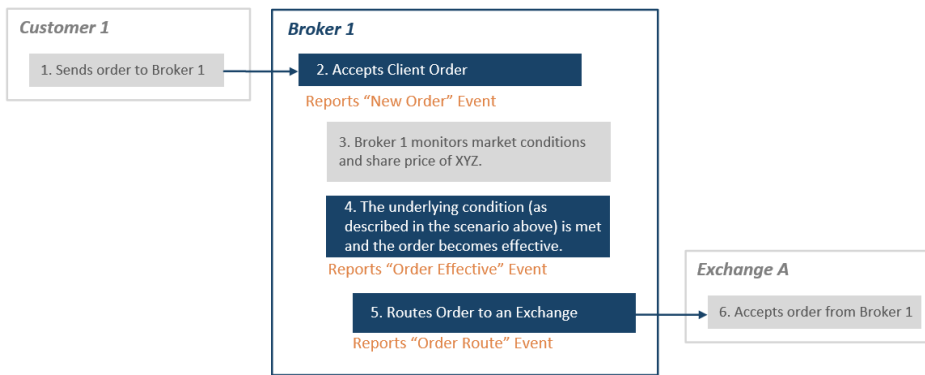 Customer 1
1. Sends order to Broker 1
Broker 1
2. Accepts Client Order
Reports “New Order” Event
3. Broker 1 monitors market conditions
and share price of XYZ.
4. The underlying condition (as
described in the scenario above) is met
and the order becomes effective.
Reports “Order Effective” Event
5. Routes Order to an Exchange
Reports “Order Route” Event
Exchange A
6. Accepts order from Broker 1